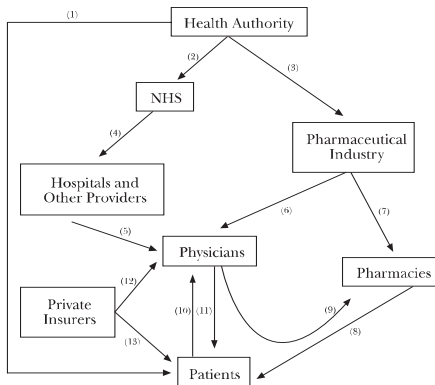 (1)
Health Authority
(2)
(3)
NHS
(4)
Pharmaceutical
Industry
Hospitals and
Other Providers
(6)
(7)
(5)
Physicians
Pharmacies
(12)
Private
Insurers
(10)
(11)
(9)
(8)
(13)
Patients